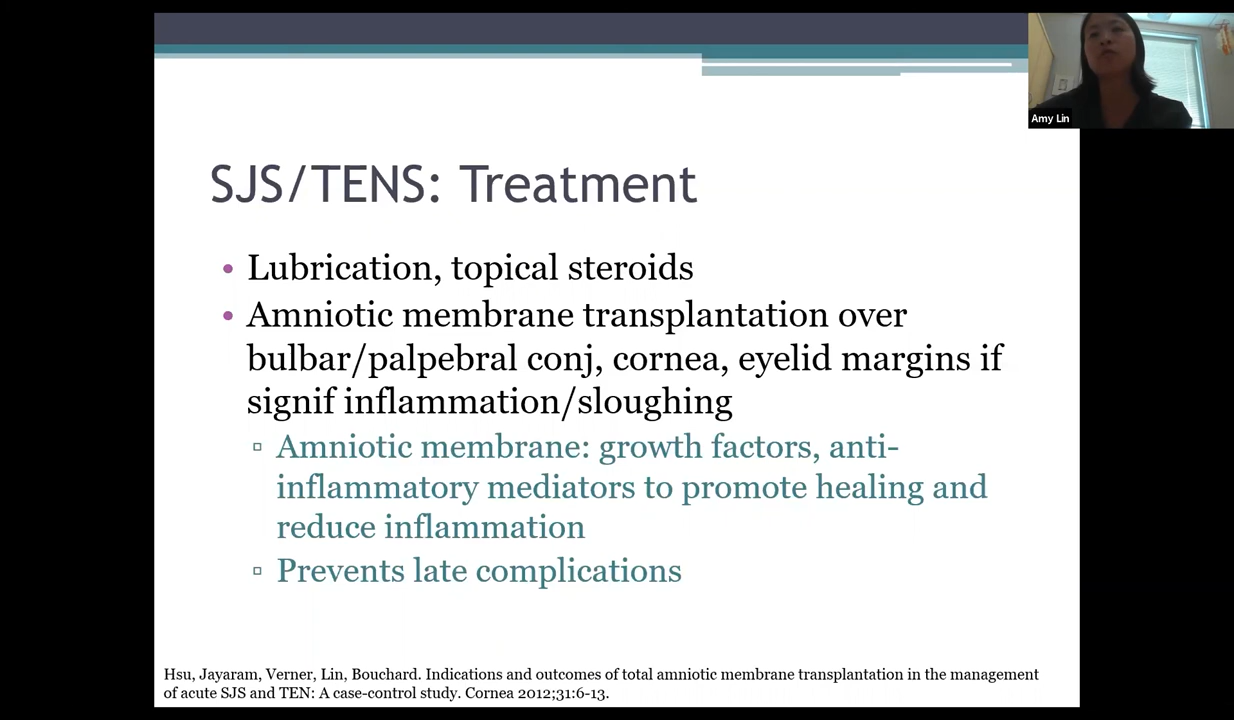 Amy Lin
SJS/TENS: Treatment
• Lubrication, topical steroids
• Amniotic membrane transplantation over
bulbar/palpebral conj, cornea, eyelid margins if
signif inflammation/sloughing
▫ Amniotic membrane: growth factors, anti-
inflammatory mediators to promote healing and
reduce inflammation
▫ Prevents late complications
Hsu, Jayaram, Verner, Lin, Bouchard. Indications and outcomes of total amniotic membrane transplantation in the management
of acute SJS and TEN: A case-control study. Cornea 2012;31:6-13.